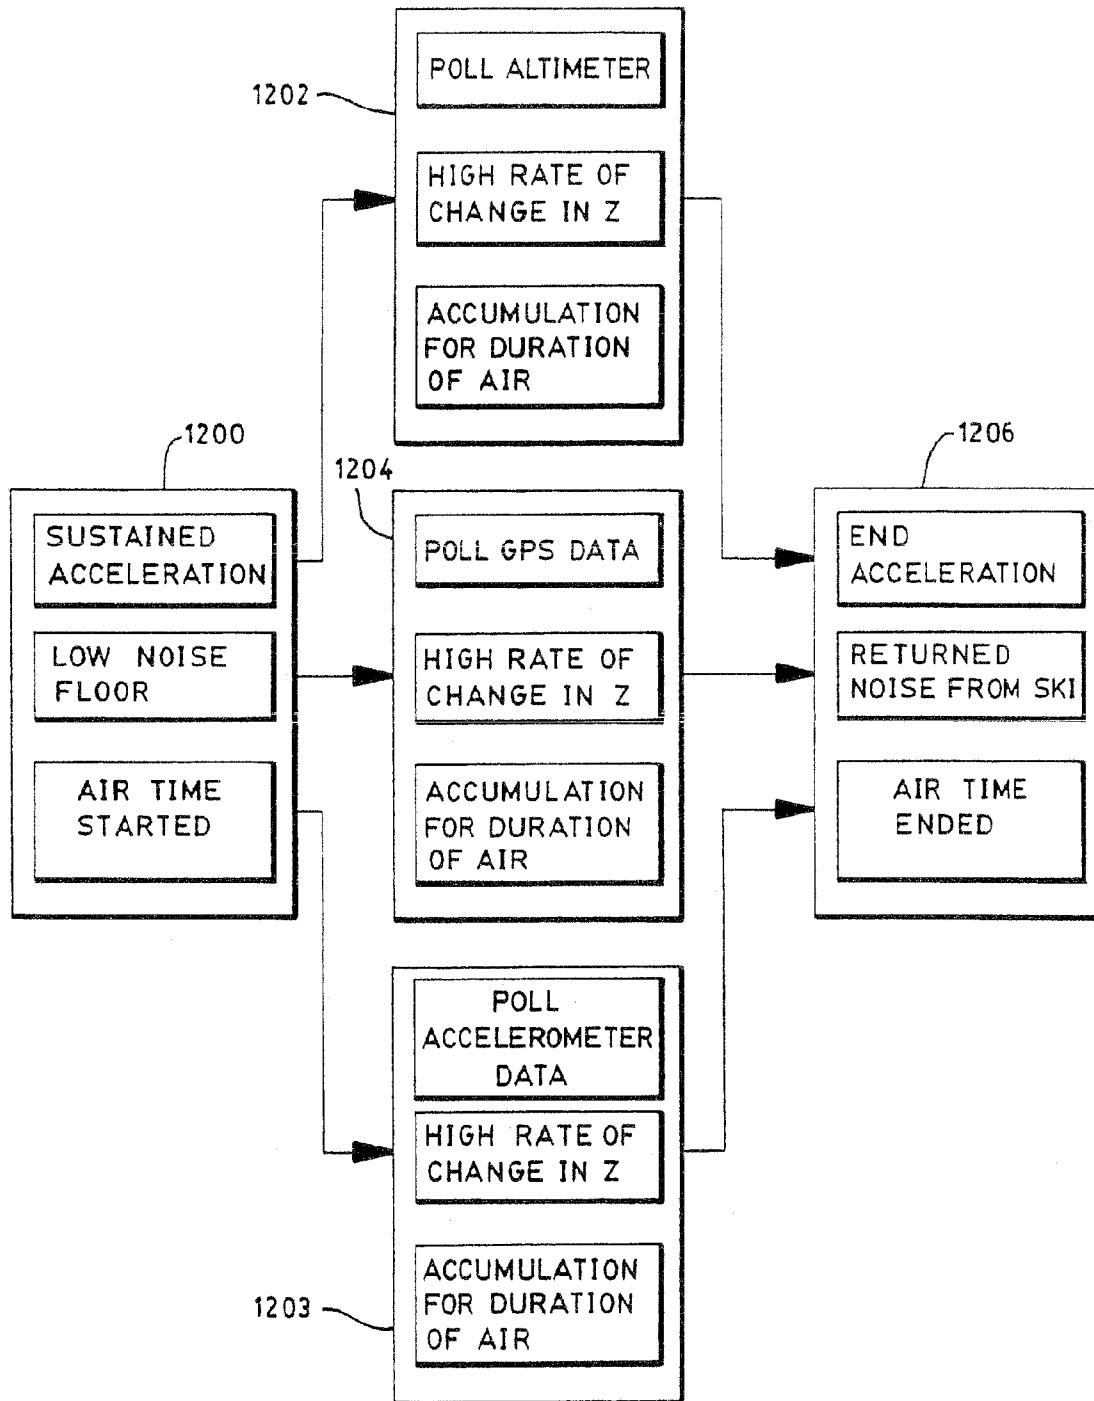 1202
POLL ALTIMETER
HIGH RATE OF
CHANGE IN Z
ACCUMULATION
FOR DURATION
OF AIR
1200
SUSTAINED
ACCELERATION
LOW NOISE
FLOOR
AIR TIME
STARTED
1204
POLL GPS DATA
HIGH RATE OF
CHANGE IN Z
ACCUMULATION
FOR DURATION
OF AIR
1206
END
ACCELERATION
RETURNED
NOISE FROM SKI
AIR TIME
ENDED
POLL
ACCELEROMETER
DATA
HIGH RATE OF
CHANGE IN Z
ACCUMULATION
FOR DURATION
OF AIR
1203